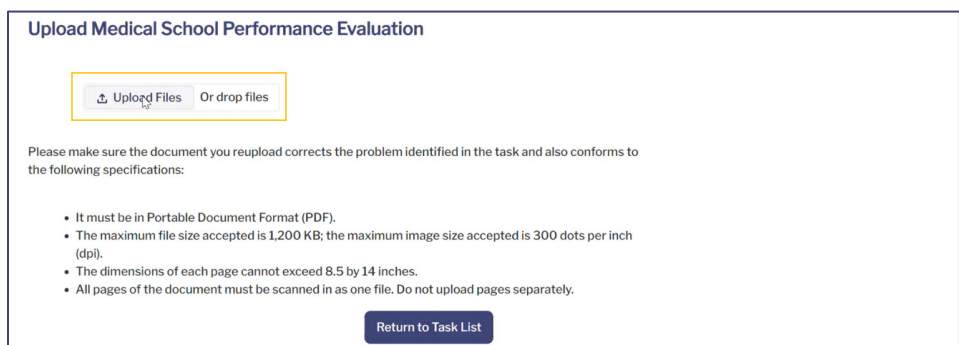 Upload Medical School Performance Evaluation
Upload Files Or drop files
Please make sure the document you reupload corrects the problem identified in the task and also conforms to
the following specifications:
• It must be in Portable Document Format (PDF).
• The maximum file size accepted is 1,200 KB; the maximum image size accepted is 300 dots per inch
(dpi).
• The dimensions of each page cannot exceed 8.5 by 14 inches.
• All pages of the document must be scanned in as one file. Do not upload pages separately.
Return to Task List